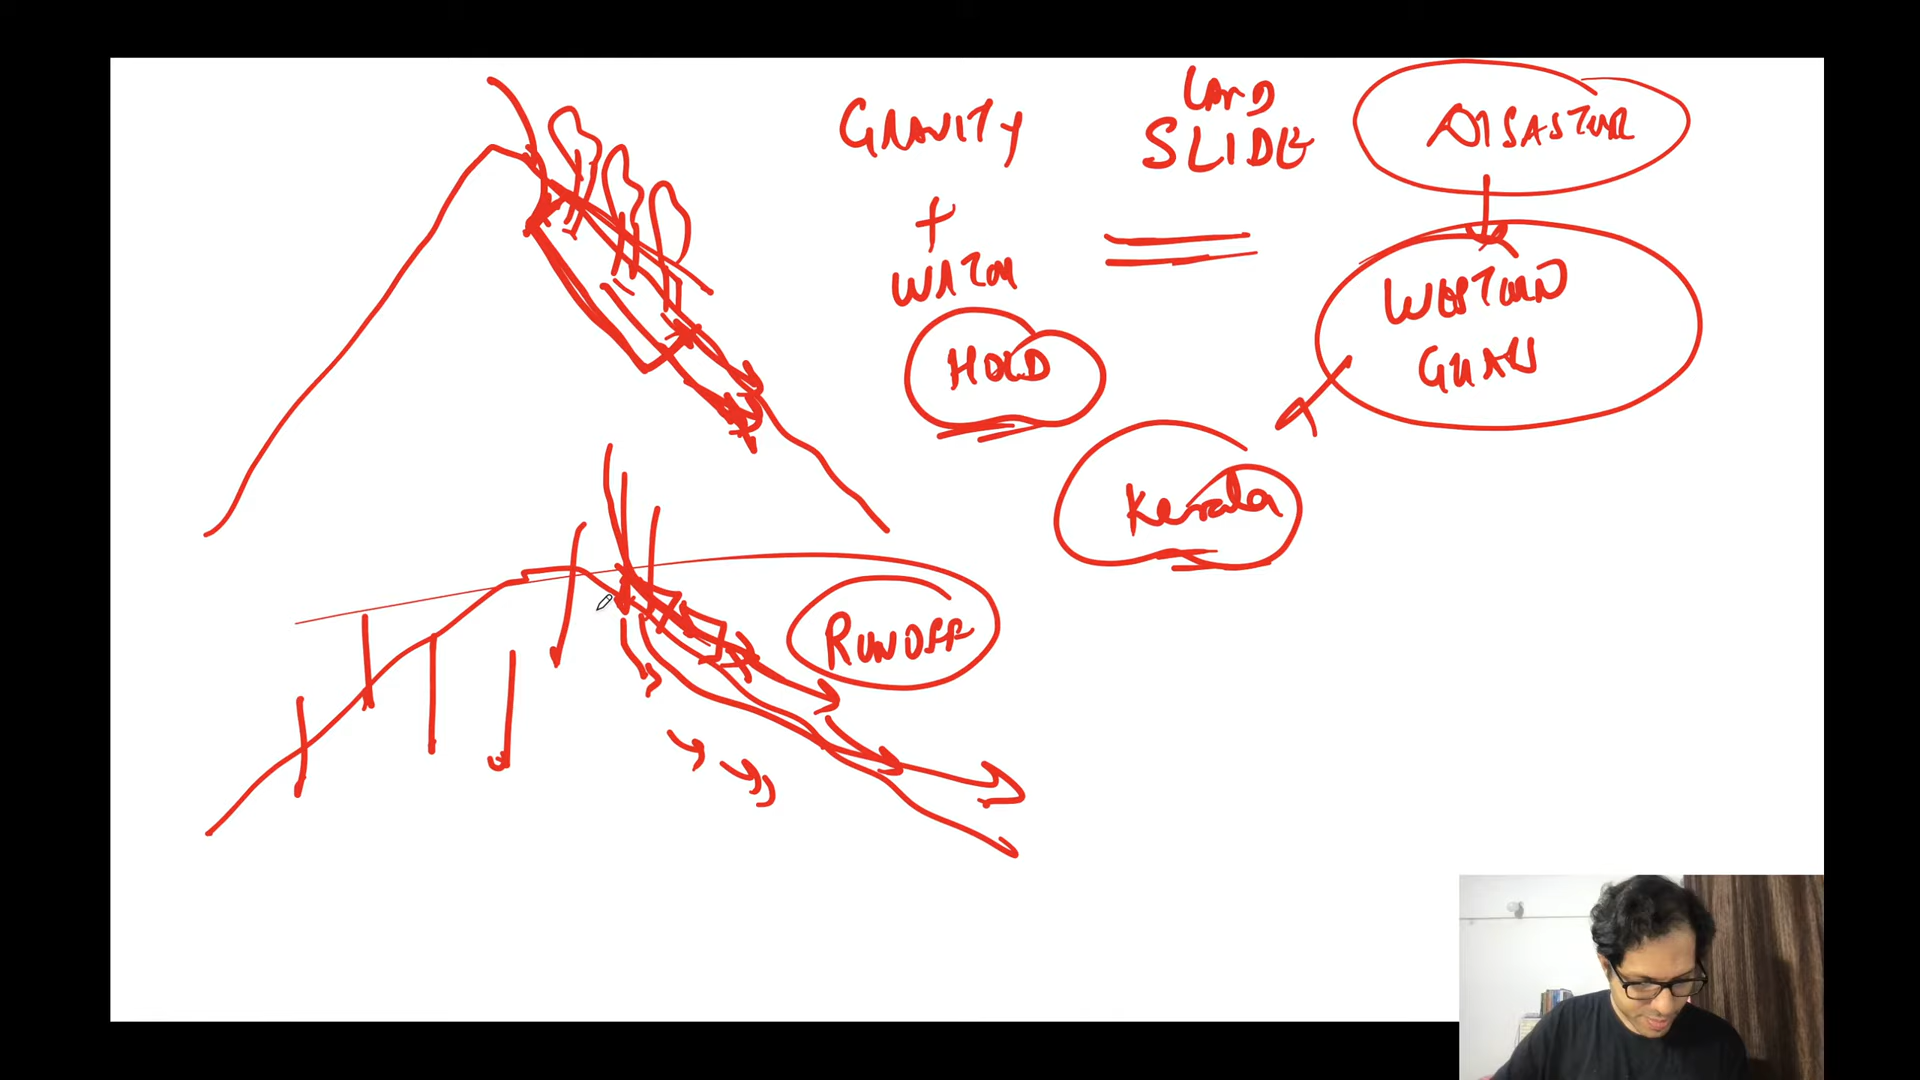 GRAVITY
+
WATER
HOLD
LAND
SLIDE
DISASTER
WESTERN
GHATS
Kerala
RUNOFF